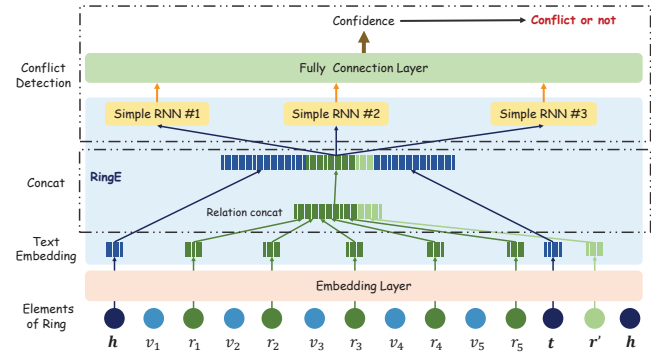 Confidence
Conflict or not
Fully Connection Layer
Conflict
Detection
Simple RNN #1
Simple RNN #2
Simple RNN #3
RingE
Concat
Relation concat
Text
Embedding
Embedding Layer
Elements
of Ring
h v₁ r₁ v₂ r₂ v₃ r₃ v₄ r₄ v₅ r₅ t r' h